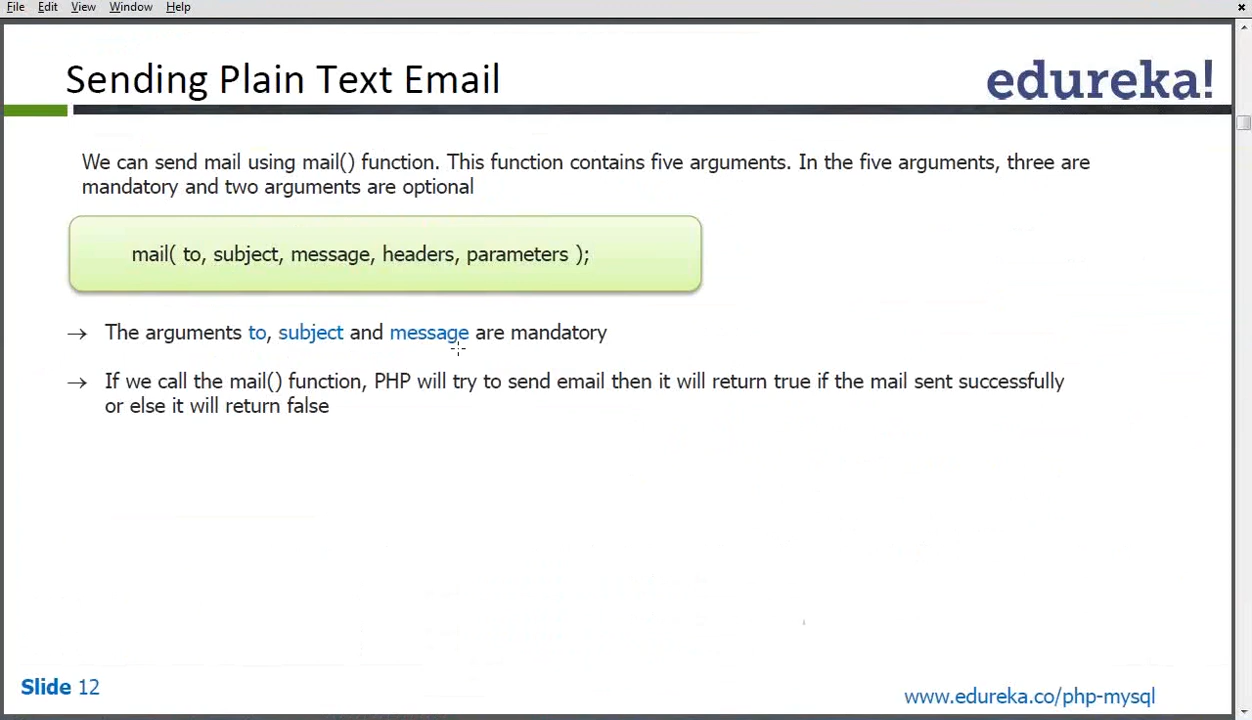 File Edit View Window Help
Sending Plain Text Email
edureka!
We can send mail using mail() function. This function contains five arguments. In the five arguments, three are
mandatory and two arguments are optional
mail( to, subject, message, headers, parameters );
→ The arguments to, subject and message are mandatory
→ If we call the mail() function, PHP will try to send email then it will return true if the mail sent successfully
or else it will return false
Slide 12
www.edureka.co/php-mysql